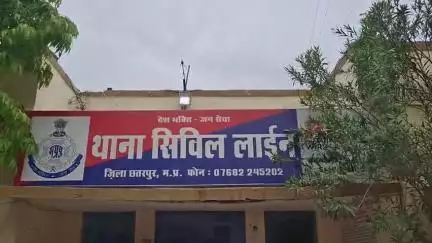 देश भक्ति - जन सेवा
थाना सिविल लाईन
ज़िला छतरपुर, म.प्र. फोन : 07682 245202